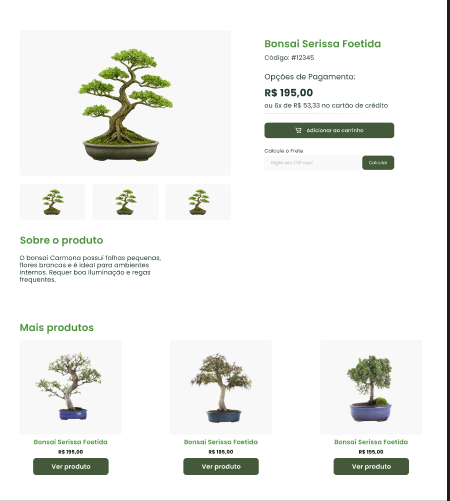 Bonsai Serissa Foetida
Código: #12345
Opções de Pagamento:
R$ 195,00
ou 6x de R$ 53,33 no cartão de crédito
Adicionar ao carrinho
Calcule o Frete
Digite seu CEP aqui
Calcular
Sobre o produto
O bonsai Carmona possui folhas pequenas,
flores brancas e é ideal para ambientes
internos. Requer boa iluminação e regas
frequentes.
Mais produtos
Bonsai Serissa Foetida
R$ 195,00
Ver produto
Bonsai Serissa Foetida
R$ 195,00
Ver produto
Bonsai Serissa Foetida
R$ 195,00
Ver produto